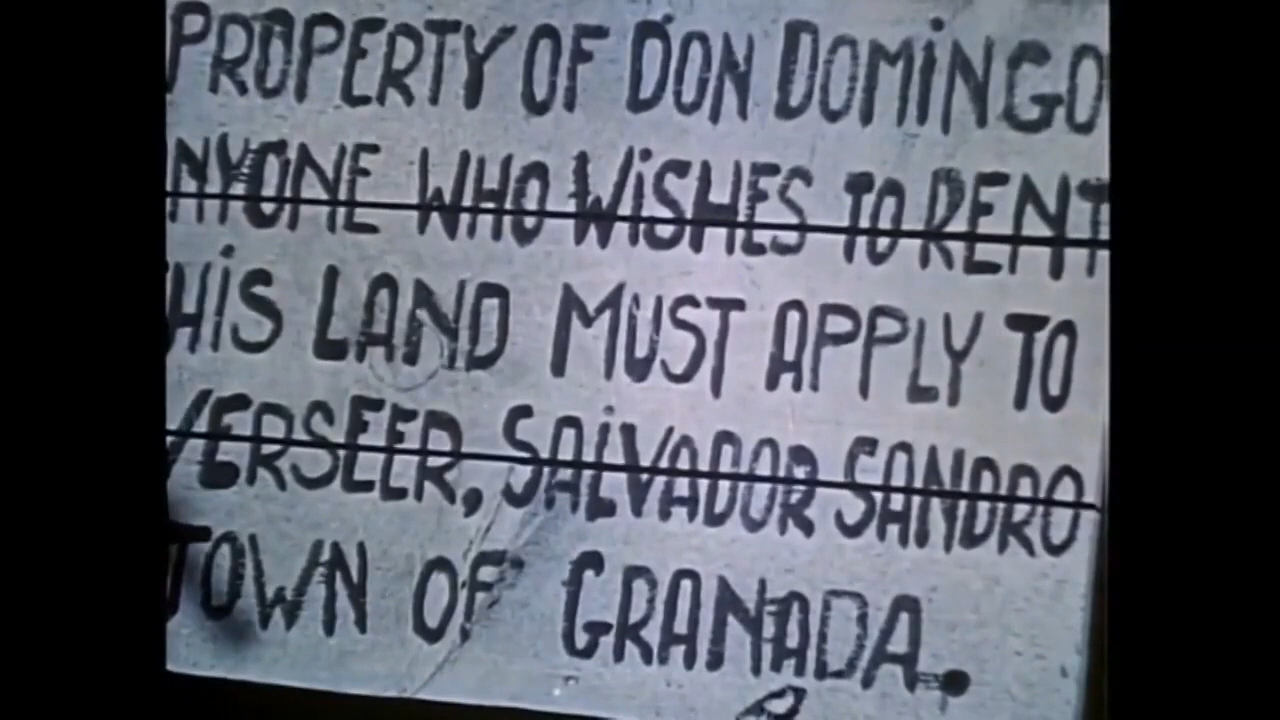 PROPERTY OF DON DOMINGO
NYONE WHO WiSHES TO RENT
HiS LAND MUST APPLY TO
VERSEER, SALVADOR SANDRO
TOWN OF GRANADA.